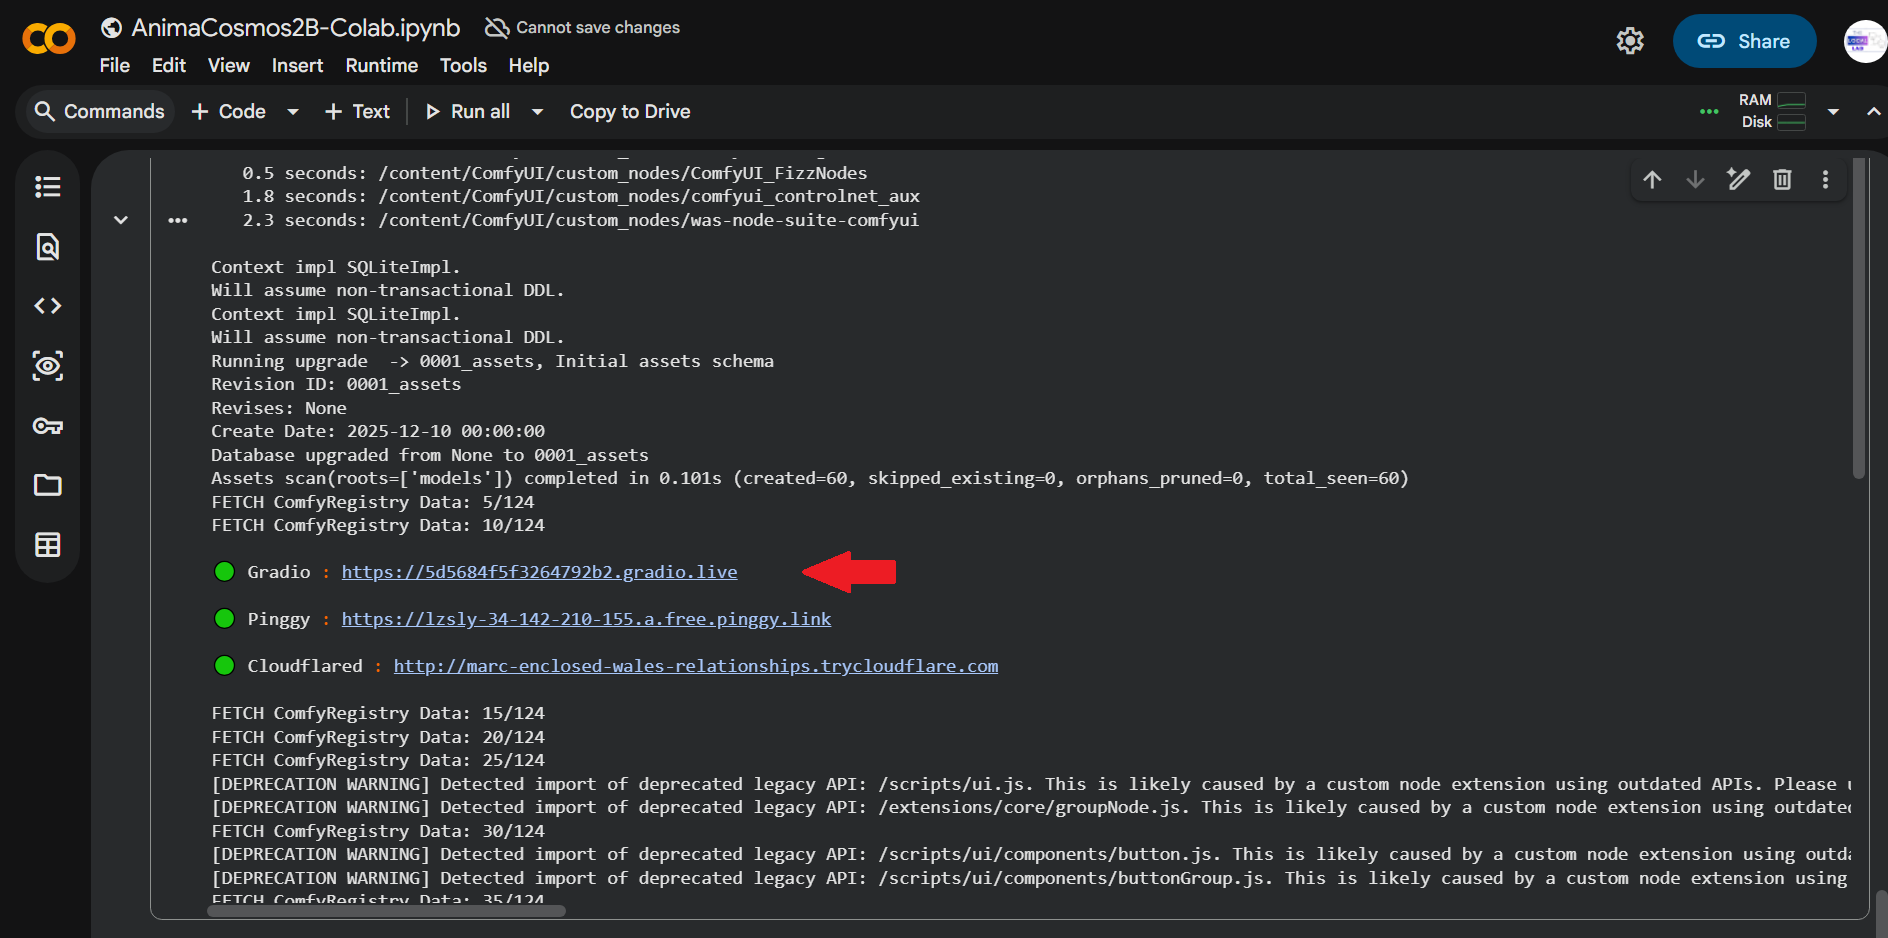 AnimaCosmos2B-Colab.ipynb Cannot save changes
File Edit View Insert Runtime Tools Help
Share
Commands + Code + Text Run all Copy to Drive
RAM
Disk
0.5 seconds: /content/ComfyUI/custom_nodes/ComfyUI_FizzNodes
1.8 seconds: /content/ComfyUI/custom_nodes/comfyui_controlnet_aux
2.3 seconds: /content/ComfyUI/custom_nodes/was-node-suite-comfyui
Context impl SQLiteImpl.
Will assume non-transactional DDL.
Context impl SQLiteImpl.
Will assume non-transactional DDL.
Running upgrade  -> 0001_assets, Initial assets schema
Revision ID: 0001_assets
Revises: None
Create Date: 2025-12-10 00:00:00
Database upgraded from None to 0001_assets
Assets scan(roots=['models']) completed in 0.101s (created=60, skipped_existing=0, orphans_pruned=0, total_seen=60)
FETCH ComfyRegistry Data: 5/124
FETCH ComfyRegistry Data: 10/124
Gradio : https://5d5684f5f3264792b2.gradio.live
Pinggy : https://lzsly-34-142-210-155.a.free.pinggy.link
Cloudflared : http://marc-enclosed-wales-relationships.trycloudflare.com
FETCH ComfyRegistry Data: 15/124
FETCH ComfyRegistry Data: 20/124
FETCH ComfyRegistry Data: 25/124
[DEPRECATION WARNING] Detected import of deprecated legacy API: /scripts/ui.js. This is likely caused by a custom node extension using outdated APIs. Please
[DEPRECATION WARNING] Detected import of deprecated legacy API: /extensions/core/groupNode.js. This is likely caused by a custom node extension using outdated
FETCH ComfyRegistry Data: 30/124
[DEPRECATION WARNING] Detected import of deprecated legacy API: /scripts/ui/components/button.js. This is likely caused by a custom node extension using
[DEPRECATION WARNING] Detected import of deprecated legacy API: /scripts/ui/components/buttonGroup.js. This is likely caused by a custom node extension using
FETCH ComfyRegistry Data: 35/124